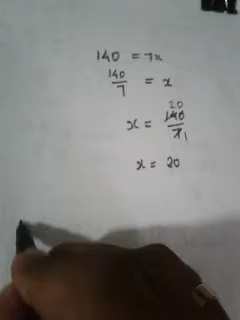 140 = 7x
140/7 = x
x = 140/7 20 1
x = 20